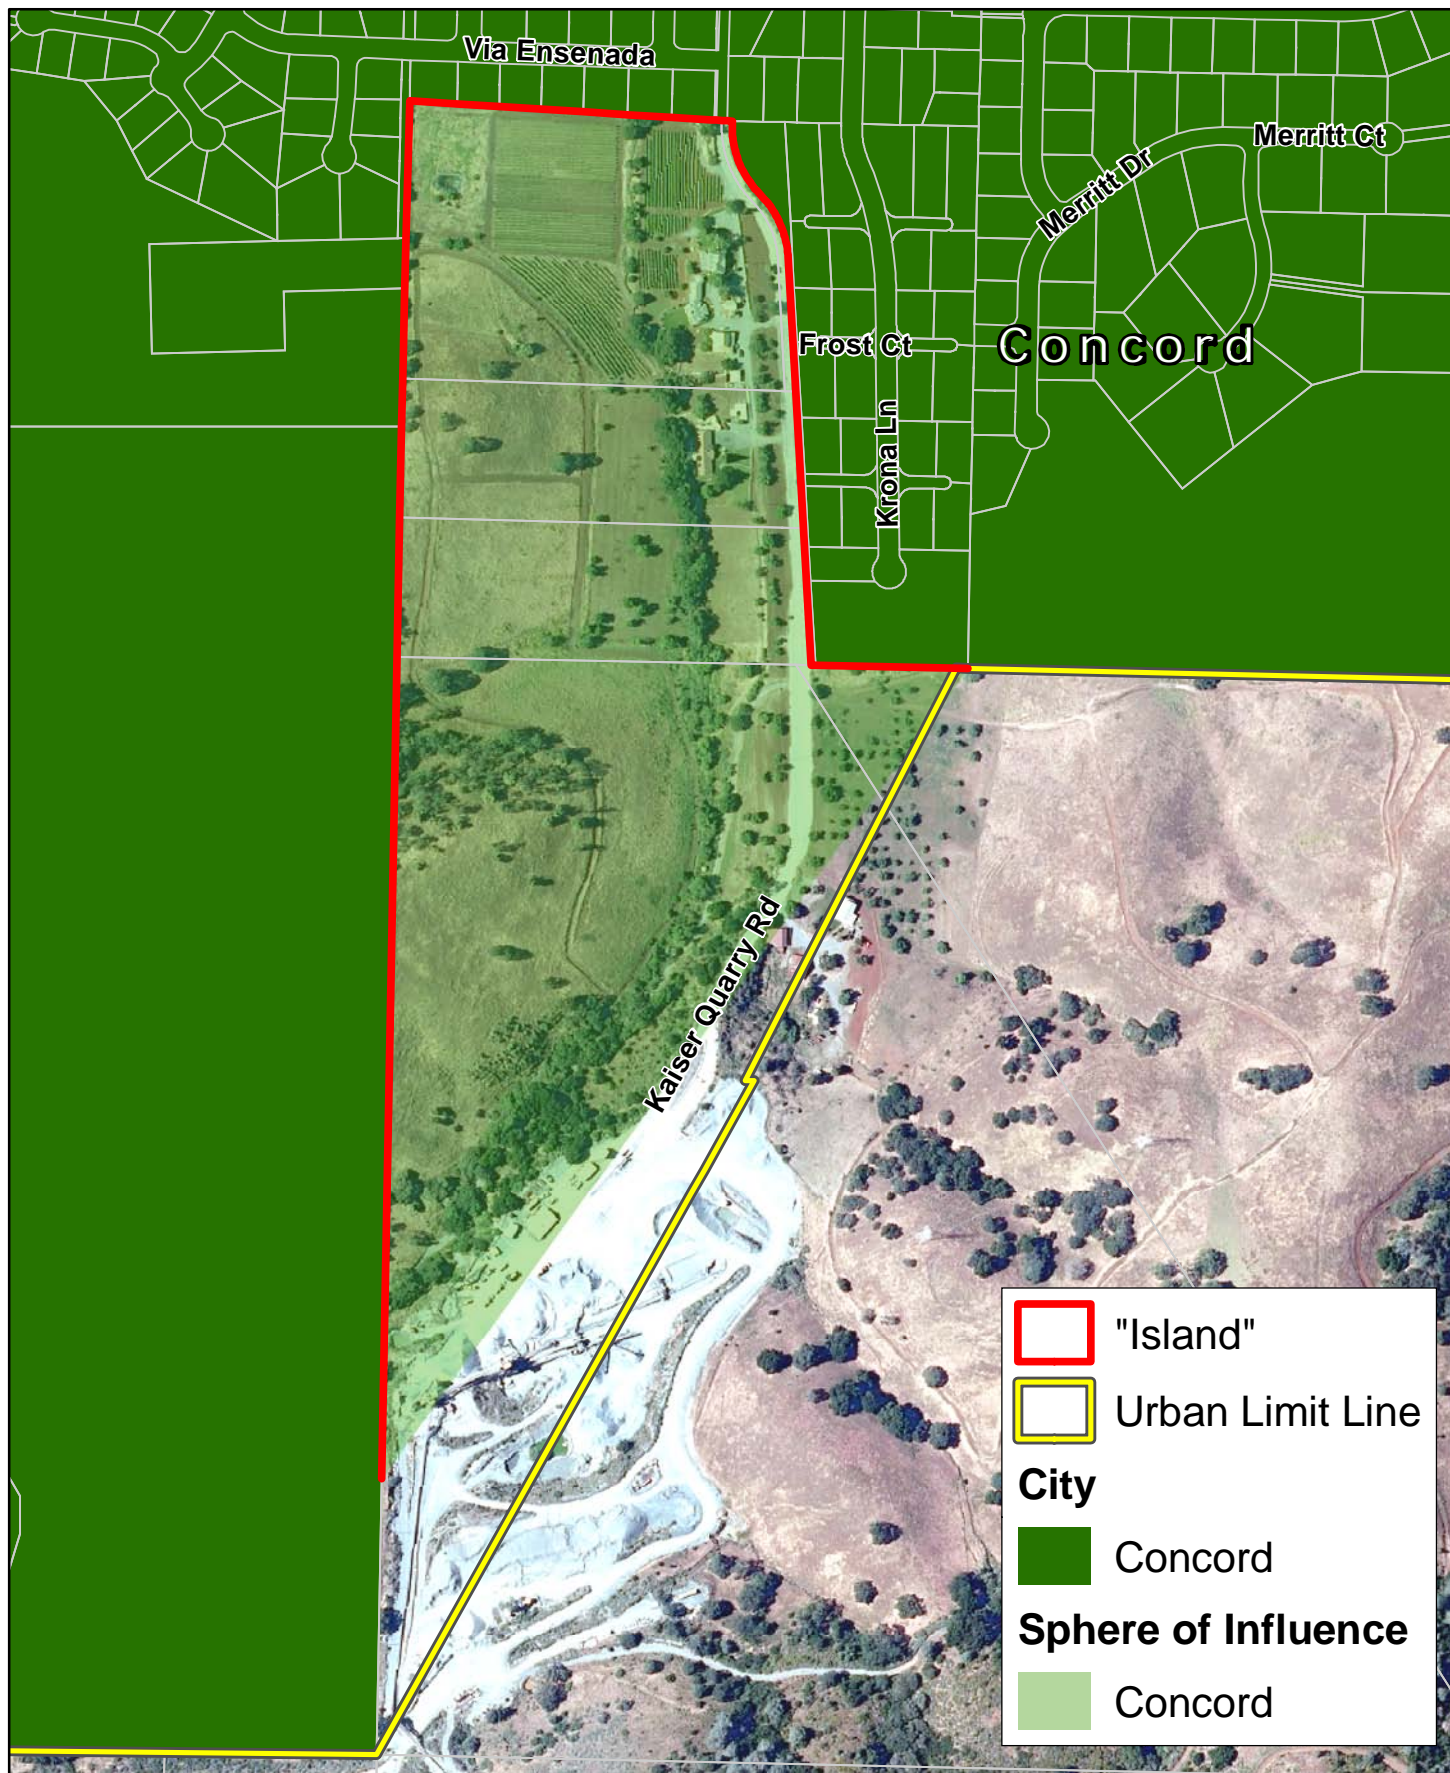 Via Ensenada
Merritt Ct
Merritt Dr
Concord
Frost Ct
Krona Ln
Kaiser Quarry Rd
"Island"
Urban Limit Line
City
Concord
Sphere of Influence
Concord